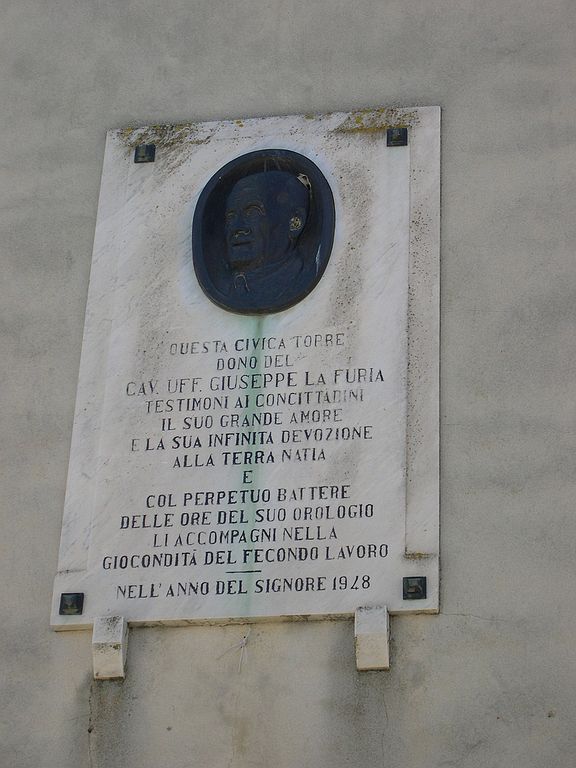 QUESTA CIVICA TORRE
DONO DEL
CAV. UFF. GIUSEPPE LA FURIA
TESTIMONI AI CONCITTADINI
IL SUO GRANDE AMORE
E LA SUA INFINITA DEVOZIONE
ALLA TERRA NATIA
E
COL PERPETUO BATTERE
DELLE ORE DEL SUO OROLOGIO
LI ACCOMPAGNI NELLA
GIOCONDITÀ DEL FECONDO LAVORO
NELL'ANNO DEL SIGNORE 1928